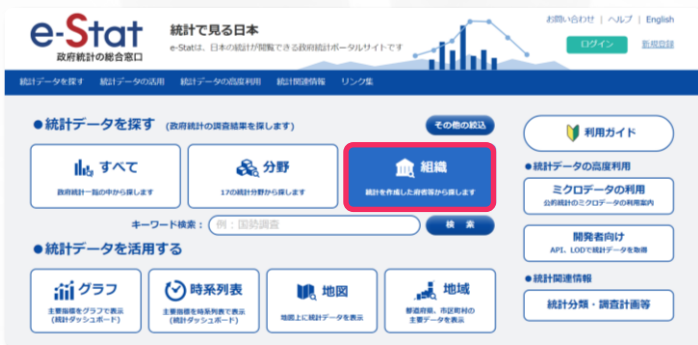 e-Stat
政府統計の総合窓口
統計で見る日本
e-Statは、日本の統計が閲覧できる政府統計ポータルサイトです
お問い合わせ | ヘルプ | English
ログイン 新規登録
統計データを探す 統計データの活用 統計データの高度利用 統計関連情報 リンク集
●統計データを探す (政府統計の調査結果を探します)
その他の絞込
すべて
政府統計一覧の中から探します
分野
17の統計分野から探します
組織
統計を作成した府省等から探します
キーワード検索: 例:国勢調査
検索
●統計データを活用する
グラフ
主要指標をグラフで表示
(統計ダッシュボード)
時系列表
主要指標を時系列表で表示
(統計ダッシュボード)
地図
地図上に統計データを表示
地域
都道府県、市区町村の
主要データを表示
利用ガイド
●統計データの高度利用
ミクロデータの利用
公的統計のミクロデータの利用案内
開発者向け
API、LODで統計データを取得
●統計関連情報
統計分類・調査計画等